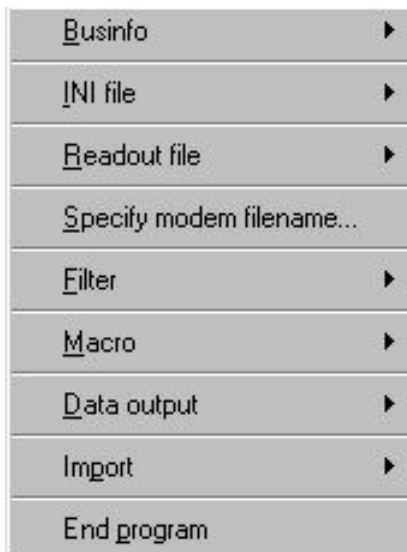 Businfo
INI file
Readout file
Specify modem filename...
Filter
Macro
Data output
Import
End program